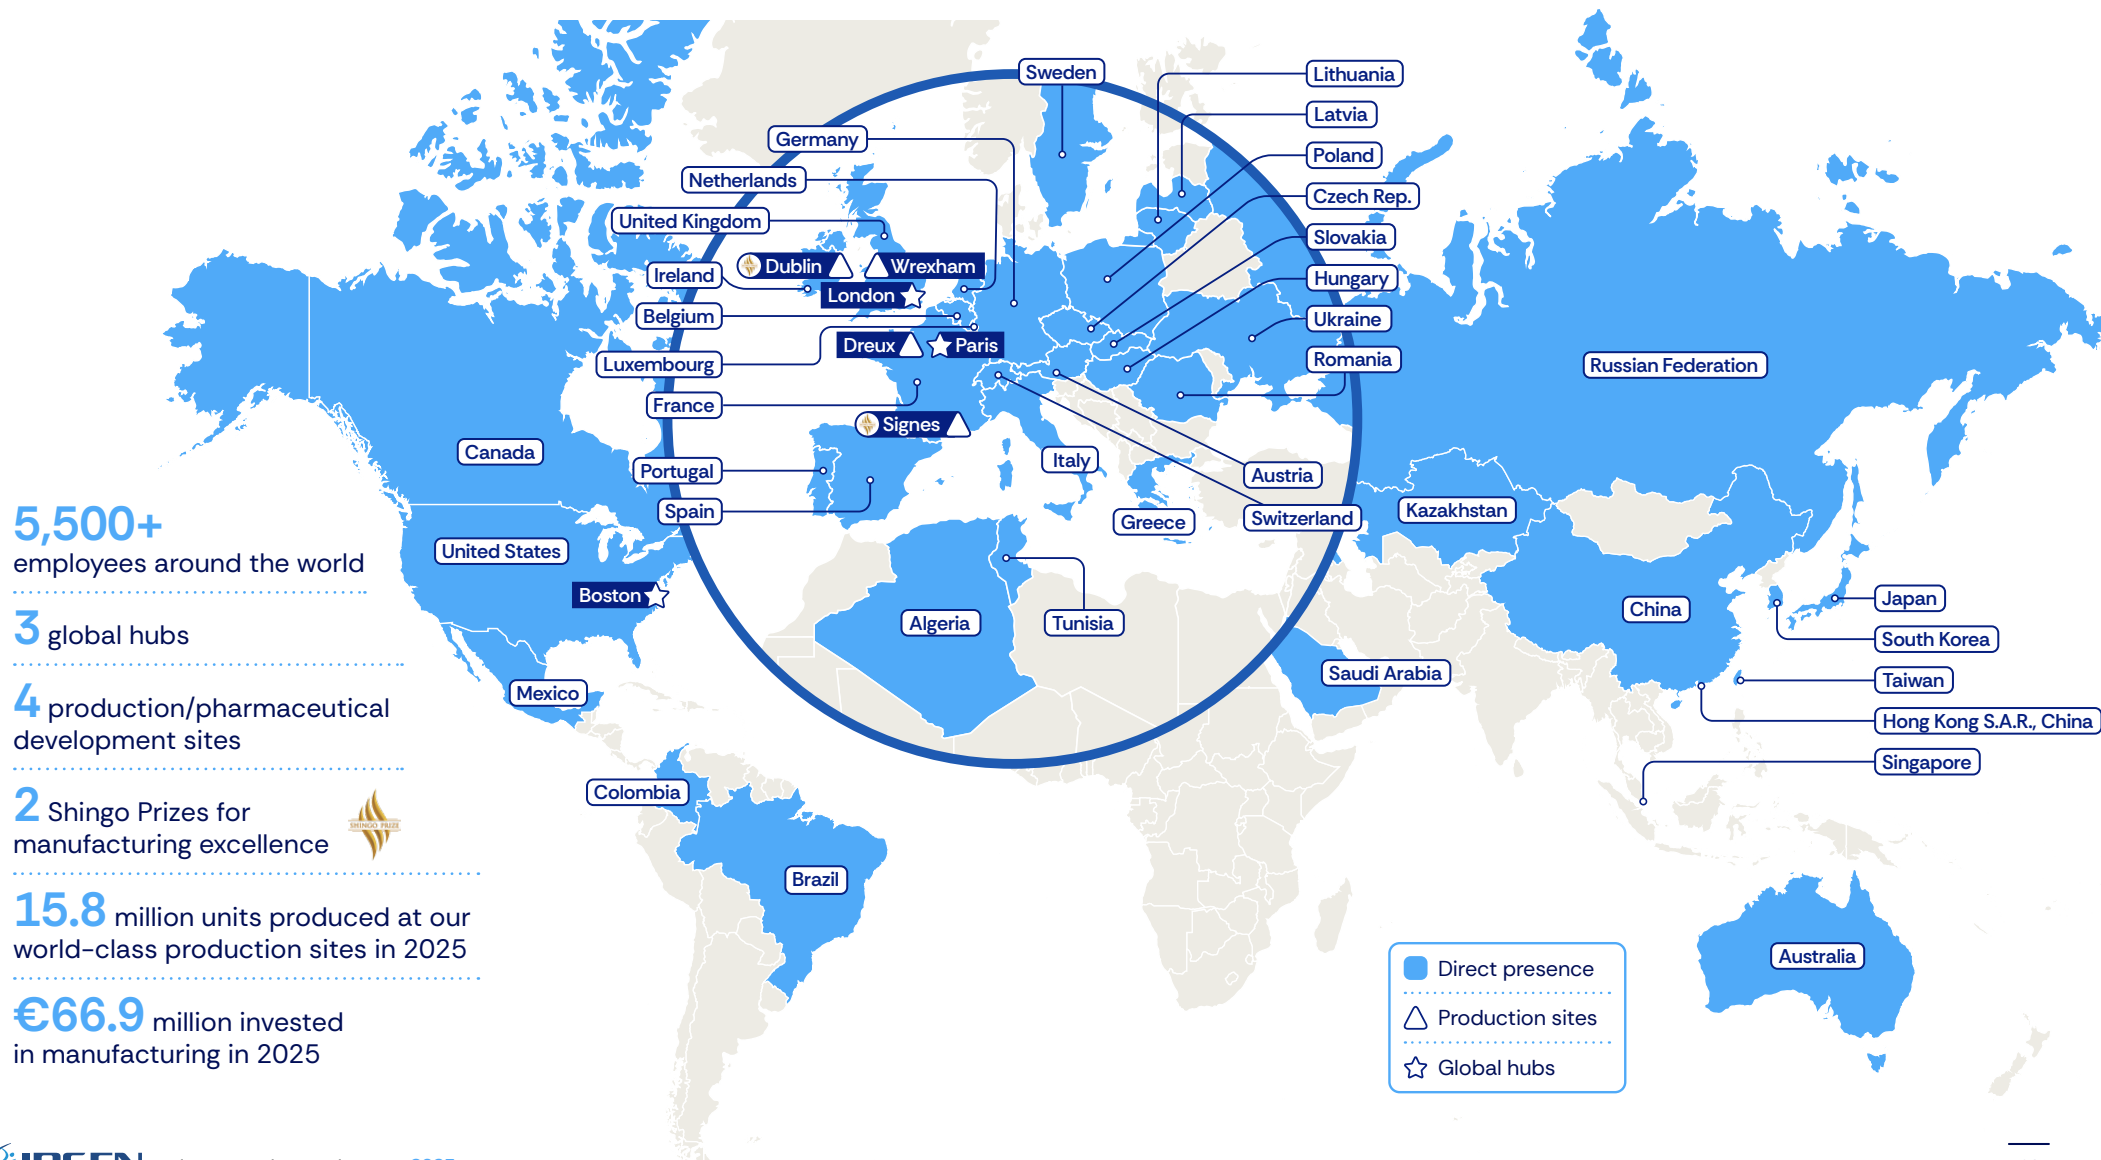 Sweden
Lithuania
Latvia
Germany
Poland
Netherlands
Czech Rep.
United Kingdom
Slovakia
Dublin
Wrexham
Ireland
Hungary
London
Belgium
Ukraine
Dreux
Paris
Luxembourg
Romania
Russian Federation
France
Signes
Canada
Portugal
Italy
Austria
Spain
Greece
Switzerland
Kazakhstan
5,500+
employees around the world
United States
Boston
3 global hubs
Algeria
Tunisia
China
Japan
South Korea
Saudi Arabia
Taiwan
Mexico
Hong Kong S.A.R., China
4 production/pharmaceutical
development sites
Singapore
Colombia
2 Shingo Prizes for
manufacturing excellence
SHINGO PRIZE
Brazil
15.8 million units produced at our
world-class production sites in 2025
Australia
€66.9 million invested
in manufacturing in 2025
Direct presence
Production sites
Global hubs
IPSEN